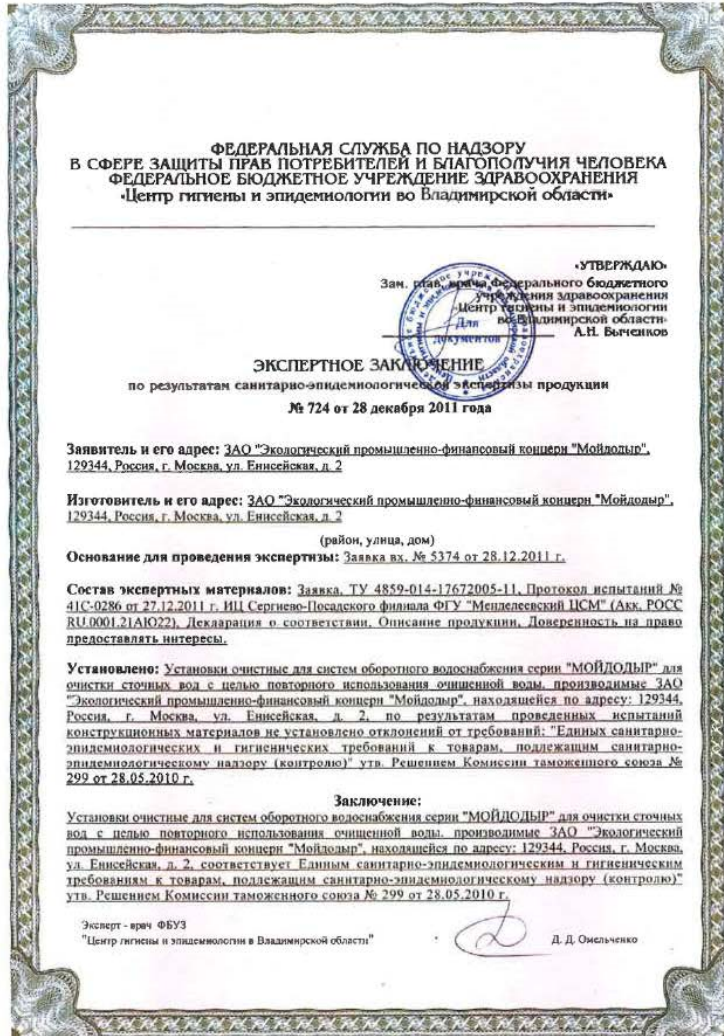 ФЕДЕРАЛЬНАЯ СЛУЖБА ПО НАДЗОРУ
В СФЕРЕ ЗАЩИТЫ ПРАВ ПОТРЕБИТЕЛЕЙ И БЛАГОПОЛУЧИЯ ЧЕЛОВЕКА
ФЕДЕРАЛЬНОЕ БЮДЖЕТНОЕ УЧРЕЖДЕНИЕ ЗДРАВООХРАНЕНИЯ
«Центр гигиены и эпидемиологии во Владимирской области»
«УТВЕРЖДАЮ»
Зам. глав. врача Федерального бюджетного
учреждения здравоохранения
«Центр гигиены и эпидемиологии
во Владимирской области»
А.Н. Быченков
Для
документов
ЭКСПЕРТНОЕ ЗАКЛЮЧЕНИЕ
по результатам санитарно-эпидемиологической экспертизы продукции
№ 724 от 28 декабря 2011 года
Заявитель и его адрес: ЗАО "Экологический промышленно-финансовый концерн "Мойдодыр",
129344, Россия, г. Москва, ул. Енисейская, д. 2
Изготовитель и его адрес: ЗАО "Экологический промышленно-финансовый концерн "Мойдодыр",
129344, Россия, г. Москва, ул. Енисейская, д. 2
(район, улица, дом)
Основание для проведения экспертизы: Заявка вх. № 5374 от 28.12.2011 г.
Состав экспертных материалов: Заявка, ТУ 4859-014-17672005-11, Протокол испытаний №
41С-0286 от 27.12.2011 г. ИЦ Сергиево-Посадского филиала ФГУ "Менделеевский ЦСМ" (Акк. РОСС
RU.0001.21АЮ22), Декларация о соответствии, Описание продукции, Доверенность на право
предоставлять интересы.
Установлено: Установки очистные для систем оборотного водоснабжения серии "МОЙДОДЫР" для
очистки сточных вод с целью повторного использования очищенной воды, производимые ЗАО
"Экологический промышленно-финансовый концерн "Мойдодыр", находящейся по адресу: 129344,
Россия, г. Москва, ул. Енисейская, д. 2, по результатам проведенных испытаний
конструкционных материалов не установлено отклонений от требований: "Единых санитарно-
эпидемиологических и гигиенических требований к товарам, подлежащим санитарно-
эпидемиологическому надзору (контролю)" утв. Решением Комиссии таможенного союза №
299 от 28.05.2010 г.
Заключение:
Установки очистные для систем оборотного водоснабжения серии "МОЙДОДЫР" для очистки сточных
вод с целью повторного использования очищенной воды, производимые ЗАО "Экологический
промышленно-финансовый концерн "Мойдодыр", находящейся по адресу: 129344, Россия, г. Москва,
ул. Енисейская, д. 2, соответствует Единым санитарно-эпидемиологическим и гигиеническим
требованиям к товарам, подлежащим санитарно-эпидемиологическому надзору (контролю)"
утв. Решением Комиссии таможенного союза № 299 от 28.05.2010 г.
Эксперт - врач ФБУЗ
"Центр гигиены и эпидемиологии в Владимирской области"
Д. Д. Омельченко